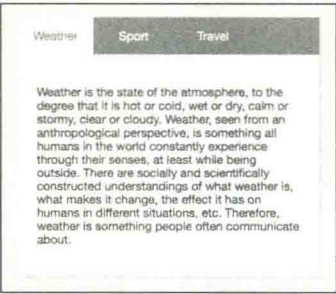 Weather Sport Travel
Weather is the state of the atmosphere, to the
degree that it is hot or cold, wet or dry, calm or
stormy, clear or cloudy. Weather, seen from an
anthropological perspective, is something all
humans in the world constantly experience
through their senses, at least while being
outside. There are socially and scientifically
constructed understandings of what weather is,
what makes it change, the effect it has on
humans in different situations, etc. Therefore,
weather is something people often communicate
about.